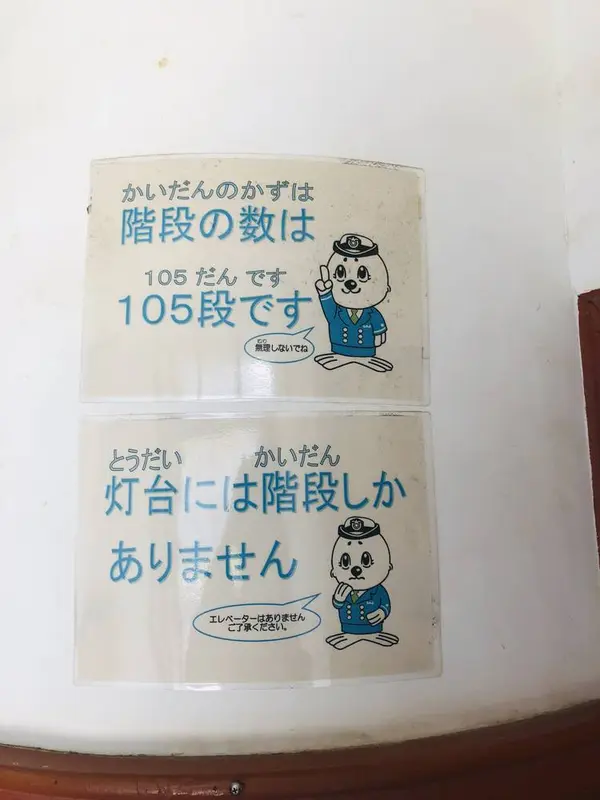 かいだんのかずは
階段の数は
105 だん です
105段です
むり
無理しないでね
とうだい かいだん
灯台には階段しか
ありません
エレベーターはありません
ご了承ください。